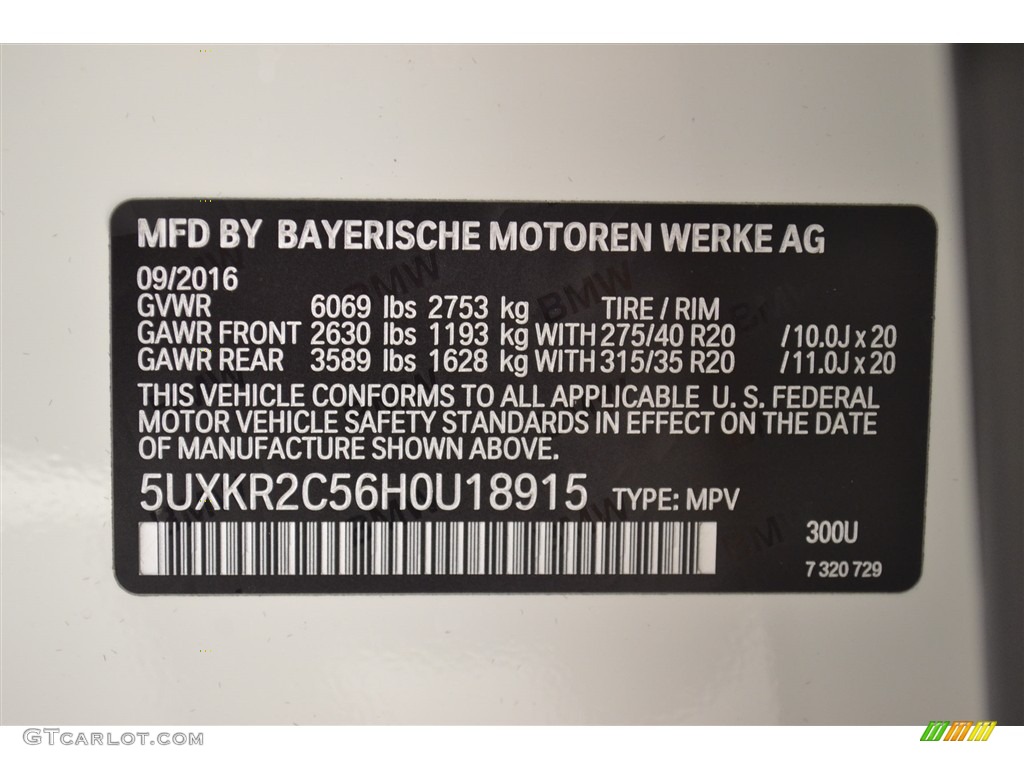 MFD BY BAYERISCHE MOTOREN WERKE AG
09/2016
GVWR 6069 lbs 2753 kg TIRE / RIM
GAWR FRONT 2630 lbs 1193 kg WITH 275/40 R20 /10.0J x 20
GAWR REAR 3589 lbs 1628 kg WITH 315/35 R20 /11.0J x 20
THIS VEHICLE CONFORMS TO ALL APPLICABLE U. S. FEDERAL
MOTOR VEHICLE SAFETY STANDARDS IN EFFECT ON THE DATE
OF MANUFACTURE SHOWN ABOVE.
5UXKR2C56H0U18915 TYPE: MPV
300U
7 320 729
GTCARLOT.COM